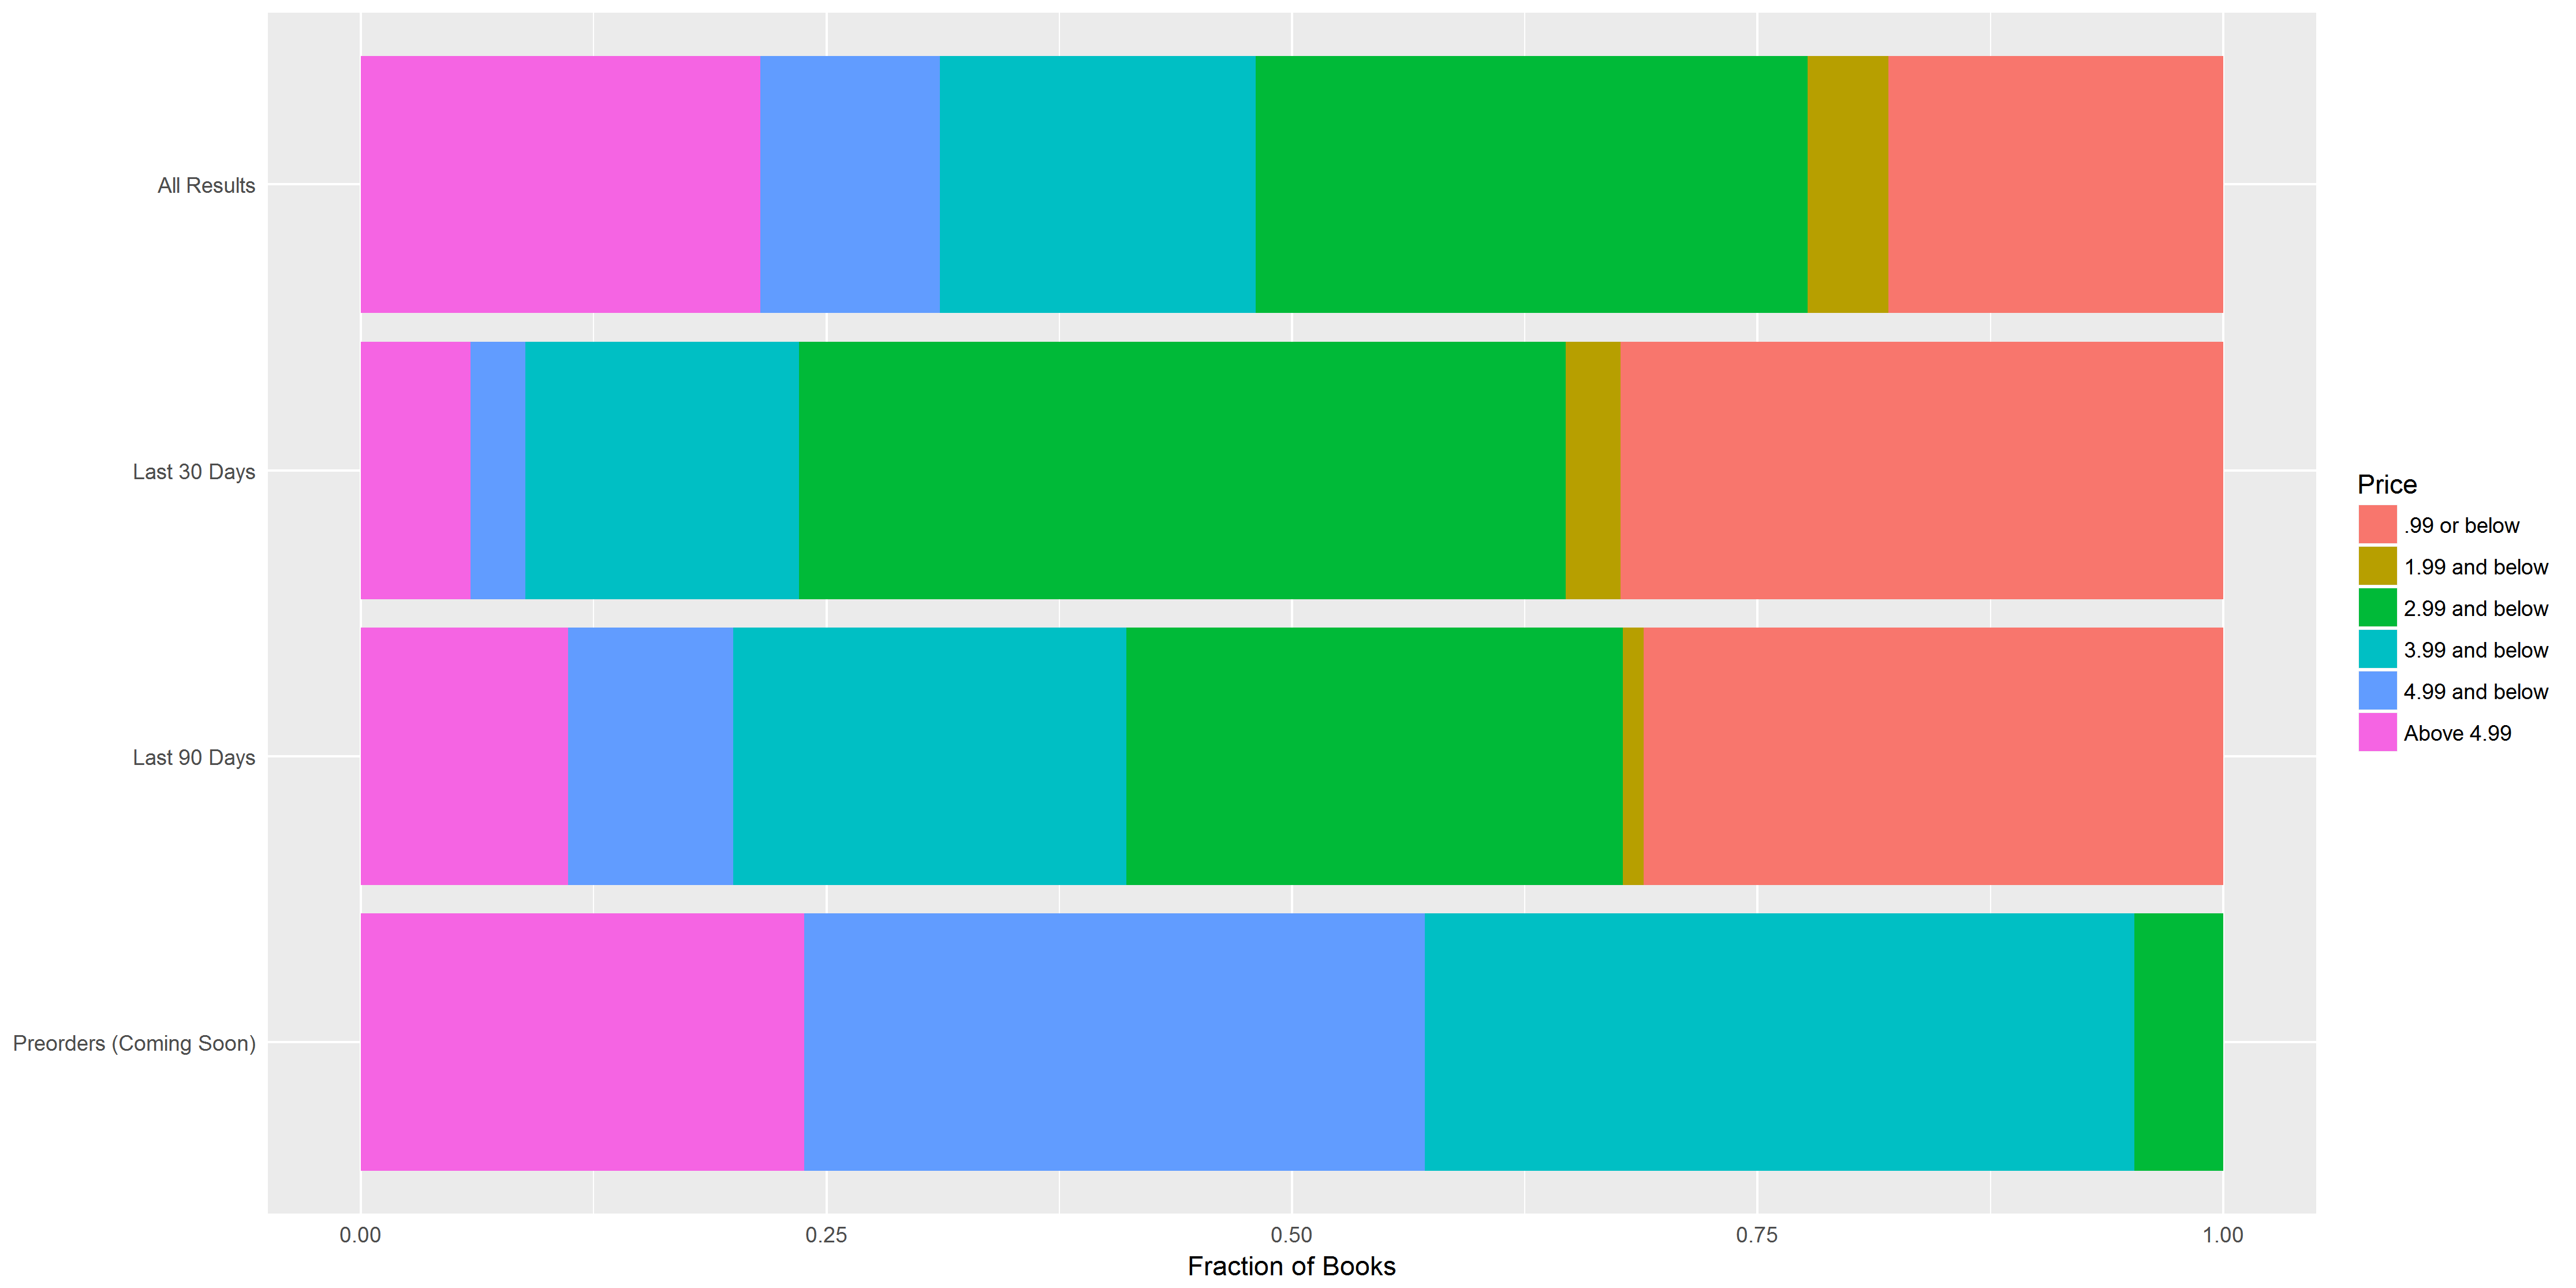 All Results
Last 30 Days
Last 90 Days
Preorders (Coming Soon)
0.00 0.25 0.50 0.75 1.00
Fraction of Books
Price
.99 or below
1.99 and below
2.99 and below
3.99 and below
4.99 and below
Above 4.99